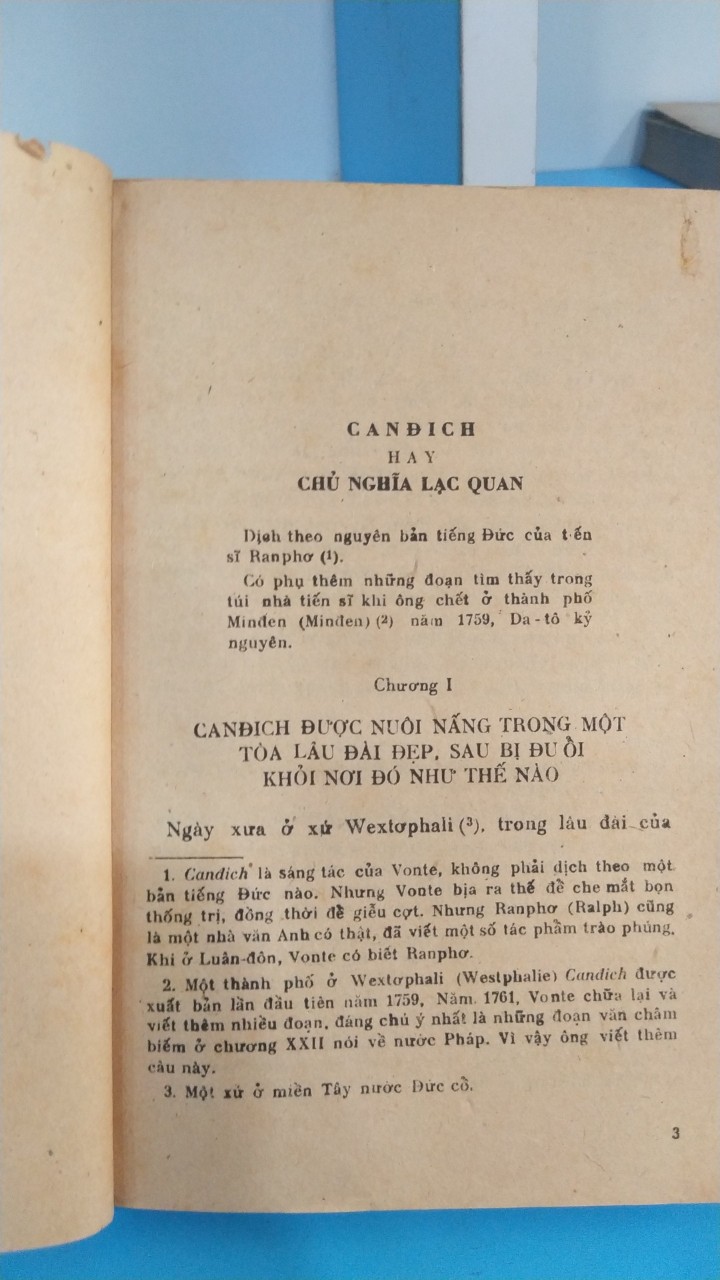 CANĐICH
HAY
CHỦ NGHĨA LẠC QUAN
Dịch theo nguyên bản tiếng Đức của tiến
sĩ Ranphơ (1).
Có phụ thêm những đoạn tìm thấy trong
túi nhà tiến sĩ khi ông chết ở thành phố
Minđen (Minden) (2) năm 1759, Da-tô kỷ
nguyên.
Chương I
CANĐICH ĐƯỢC NUÔI NẤNG TRONG MỘT
TÒA LÂU ĐÀI ĐẸP, SAU BỊ ĐUỔI
KHỎI NƠI ĐÓ NHƯ THẾ NÀO
Ngày xưa ở xứ Wextơphali (3), trong lâu đài của
1. Candich là sáng tác của Vonte, không phải dịch theo một
bản tiếng Đức nào. Nhưng Vonte bịa ra thế để che mắt bọn
thống trị, đồng thời để giễu cợt. Nhưng Ranphơ (Ralph) cũng
là một nhà văn Anh có thật, đã viết một số tác phẩm trào phúng.
Khi ở Luân-đôn, Vonte có biết Ranphơ.
2. Một thành phố ở Wextơphali (Westphalie) Candich được
xuất bản lần đầu tiên năm 1759. Năm 1761, Vonte chữa lại và
viết thêm nhiều đoạn, đáng chú ý nhất là những đoạn văn châm
biếm ở chương XXII nói về nước Pháp. Vì vậy ông viết thêm
câu này.
3. Một xứ ở miền Tây nước Đức cổ.
3